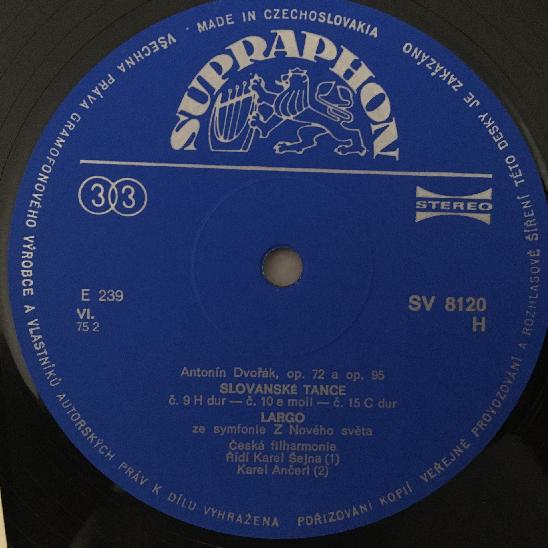 · MADE IN CZECHOSLOVAKIA ·
VŠECHNA PRÁVA GRAMOFONOVÉHO VÝROBCE A VLASTNÍKŮ AUTORSKÝCH PRÁV K DÍLU VYHRAŽENA
POŘIZOVÁNÍ KOPIÍ VEŘEJNÉ PROVOZOVÁNÍ A ROZHLASOVÉ ŠÍŘENÍ TÉTO DESKY JE ZAKÁZÁNO
SUPRAPHON
33
STEREO
E 239
VI.
75 2
SV 8120
H
Antonín Dvořák, op. 72 a op. 95
SLOVANSKÉ TANCE
č. 9 H dur — č. 10 e moll — č. 15 C dur
LARGO
ze symfonie Z Nového světa
Česká filharmonie
Řídí Karel Šejna (1)
Karel Ančerl (2)